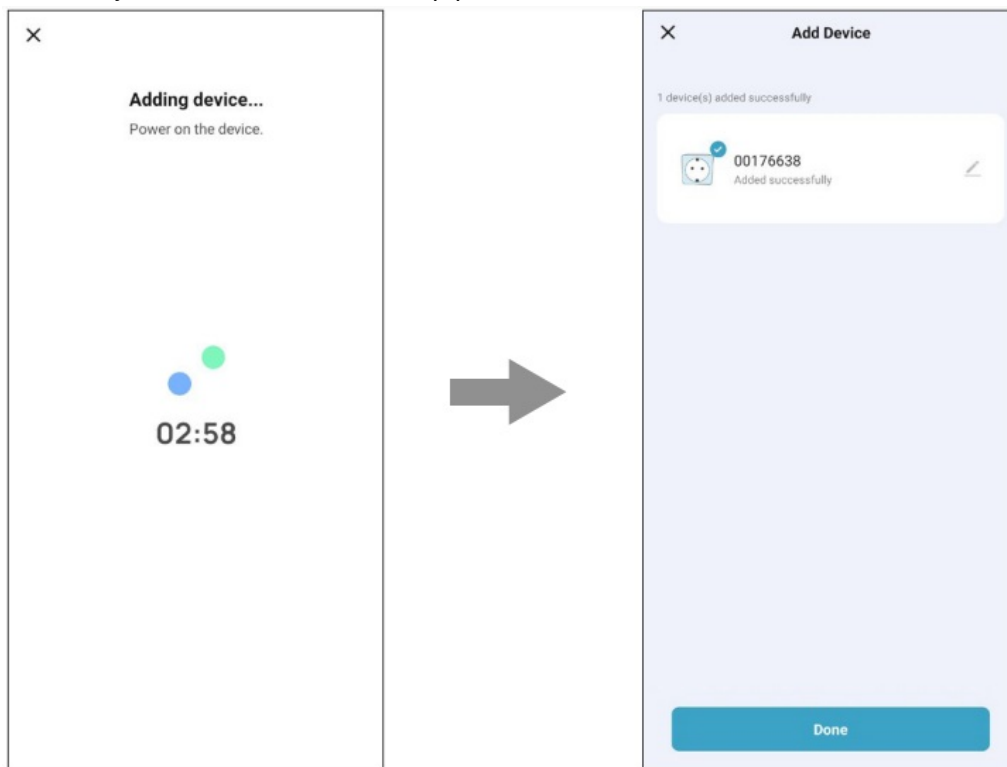 Adding device...
Power on the device.
02:58
Add Device
1 device(s) added successfully
00176638
Added successfully
Done